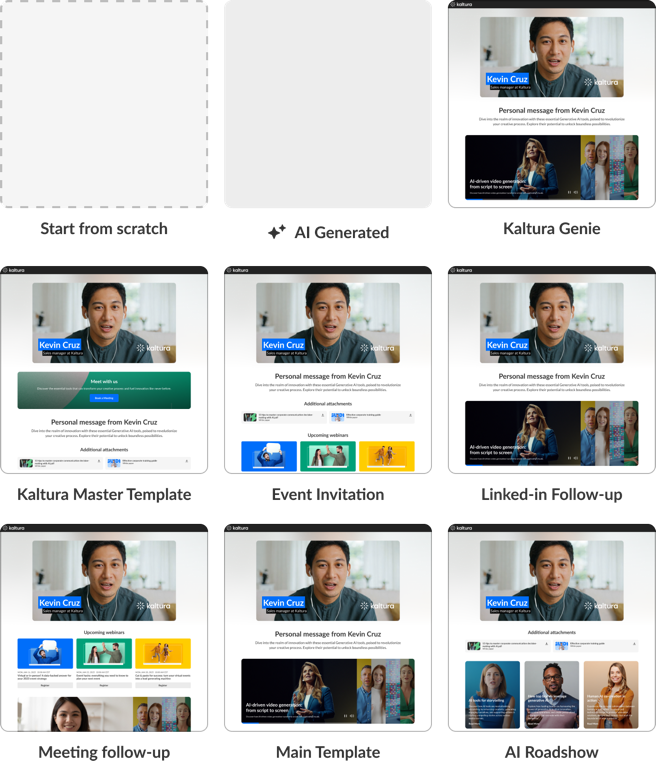 kaltura
Kevin Cruz
Sales manager at Kaltura
kaltura
Personal message from Kevin Cruz
Dive into the realm of innovation with these essential Generative AI tools, poised to revolutionize
your creative process. Explore their potential to unlock boundless possibilities.
AI-driven video generation:
from script to screen
Start from scratch
AI Generated
Kaltura Genie
kaltura
Kevin Cruz
Sales manager at Kaltura
kaltura
Meet with us
Book a Meeting
Personal message from Kevin Cruz
Dive into the realm of innovation with these essential Generative AI tools, poised to revolutionize
your creative process. Explore their potential to unlock boundless possibilities.
Additional attachments
Kaltura Master Template
kaltura
Kevin Cruz
Sales manager at Kaltura
kaltura
Personal message from Kevin Cruz
Dive into the realm of innovation with these essential Generative AI tools, poised to revolutionize
your creative process. Explore their potential to unlock boundless possibilities.
Additional attachments
Upcoming webinars
Event Invitation
kaltura
Kevin Cruz
Sales manager at Kaltura
kaltura
Personal message from Kevin Cruz
Dive into the realm of innovation with these essential Generative AI tools, poised to revolutionize
your creative process. Explore their potential to unlock boundless possibilities.
AI-driven video generation:
from script to screen
Linked-in Follow-up
kaltura
Kevin Cruz
Sales manager at Kaltura
kaltura
Upcoming webinars
Register
Register
Register
Meeting follow-up
kaltura
Kevin Cruz
Sales manager at Kaltura
kaltura
Personal message from Kevin Cruz
Dive into the realm of innovation with these essential Generative AI tools, poised to revolutionize
your creative process. Explore their potential to unlock boundless possibilities.
AI-driven video generation:
from script to screen
Main Template
kaltura
Kevin Cruz
Sales manager at Kaltura
kaltura
Additional attachments
AI Roadshow